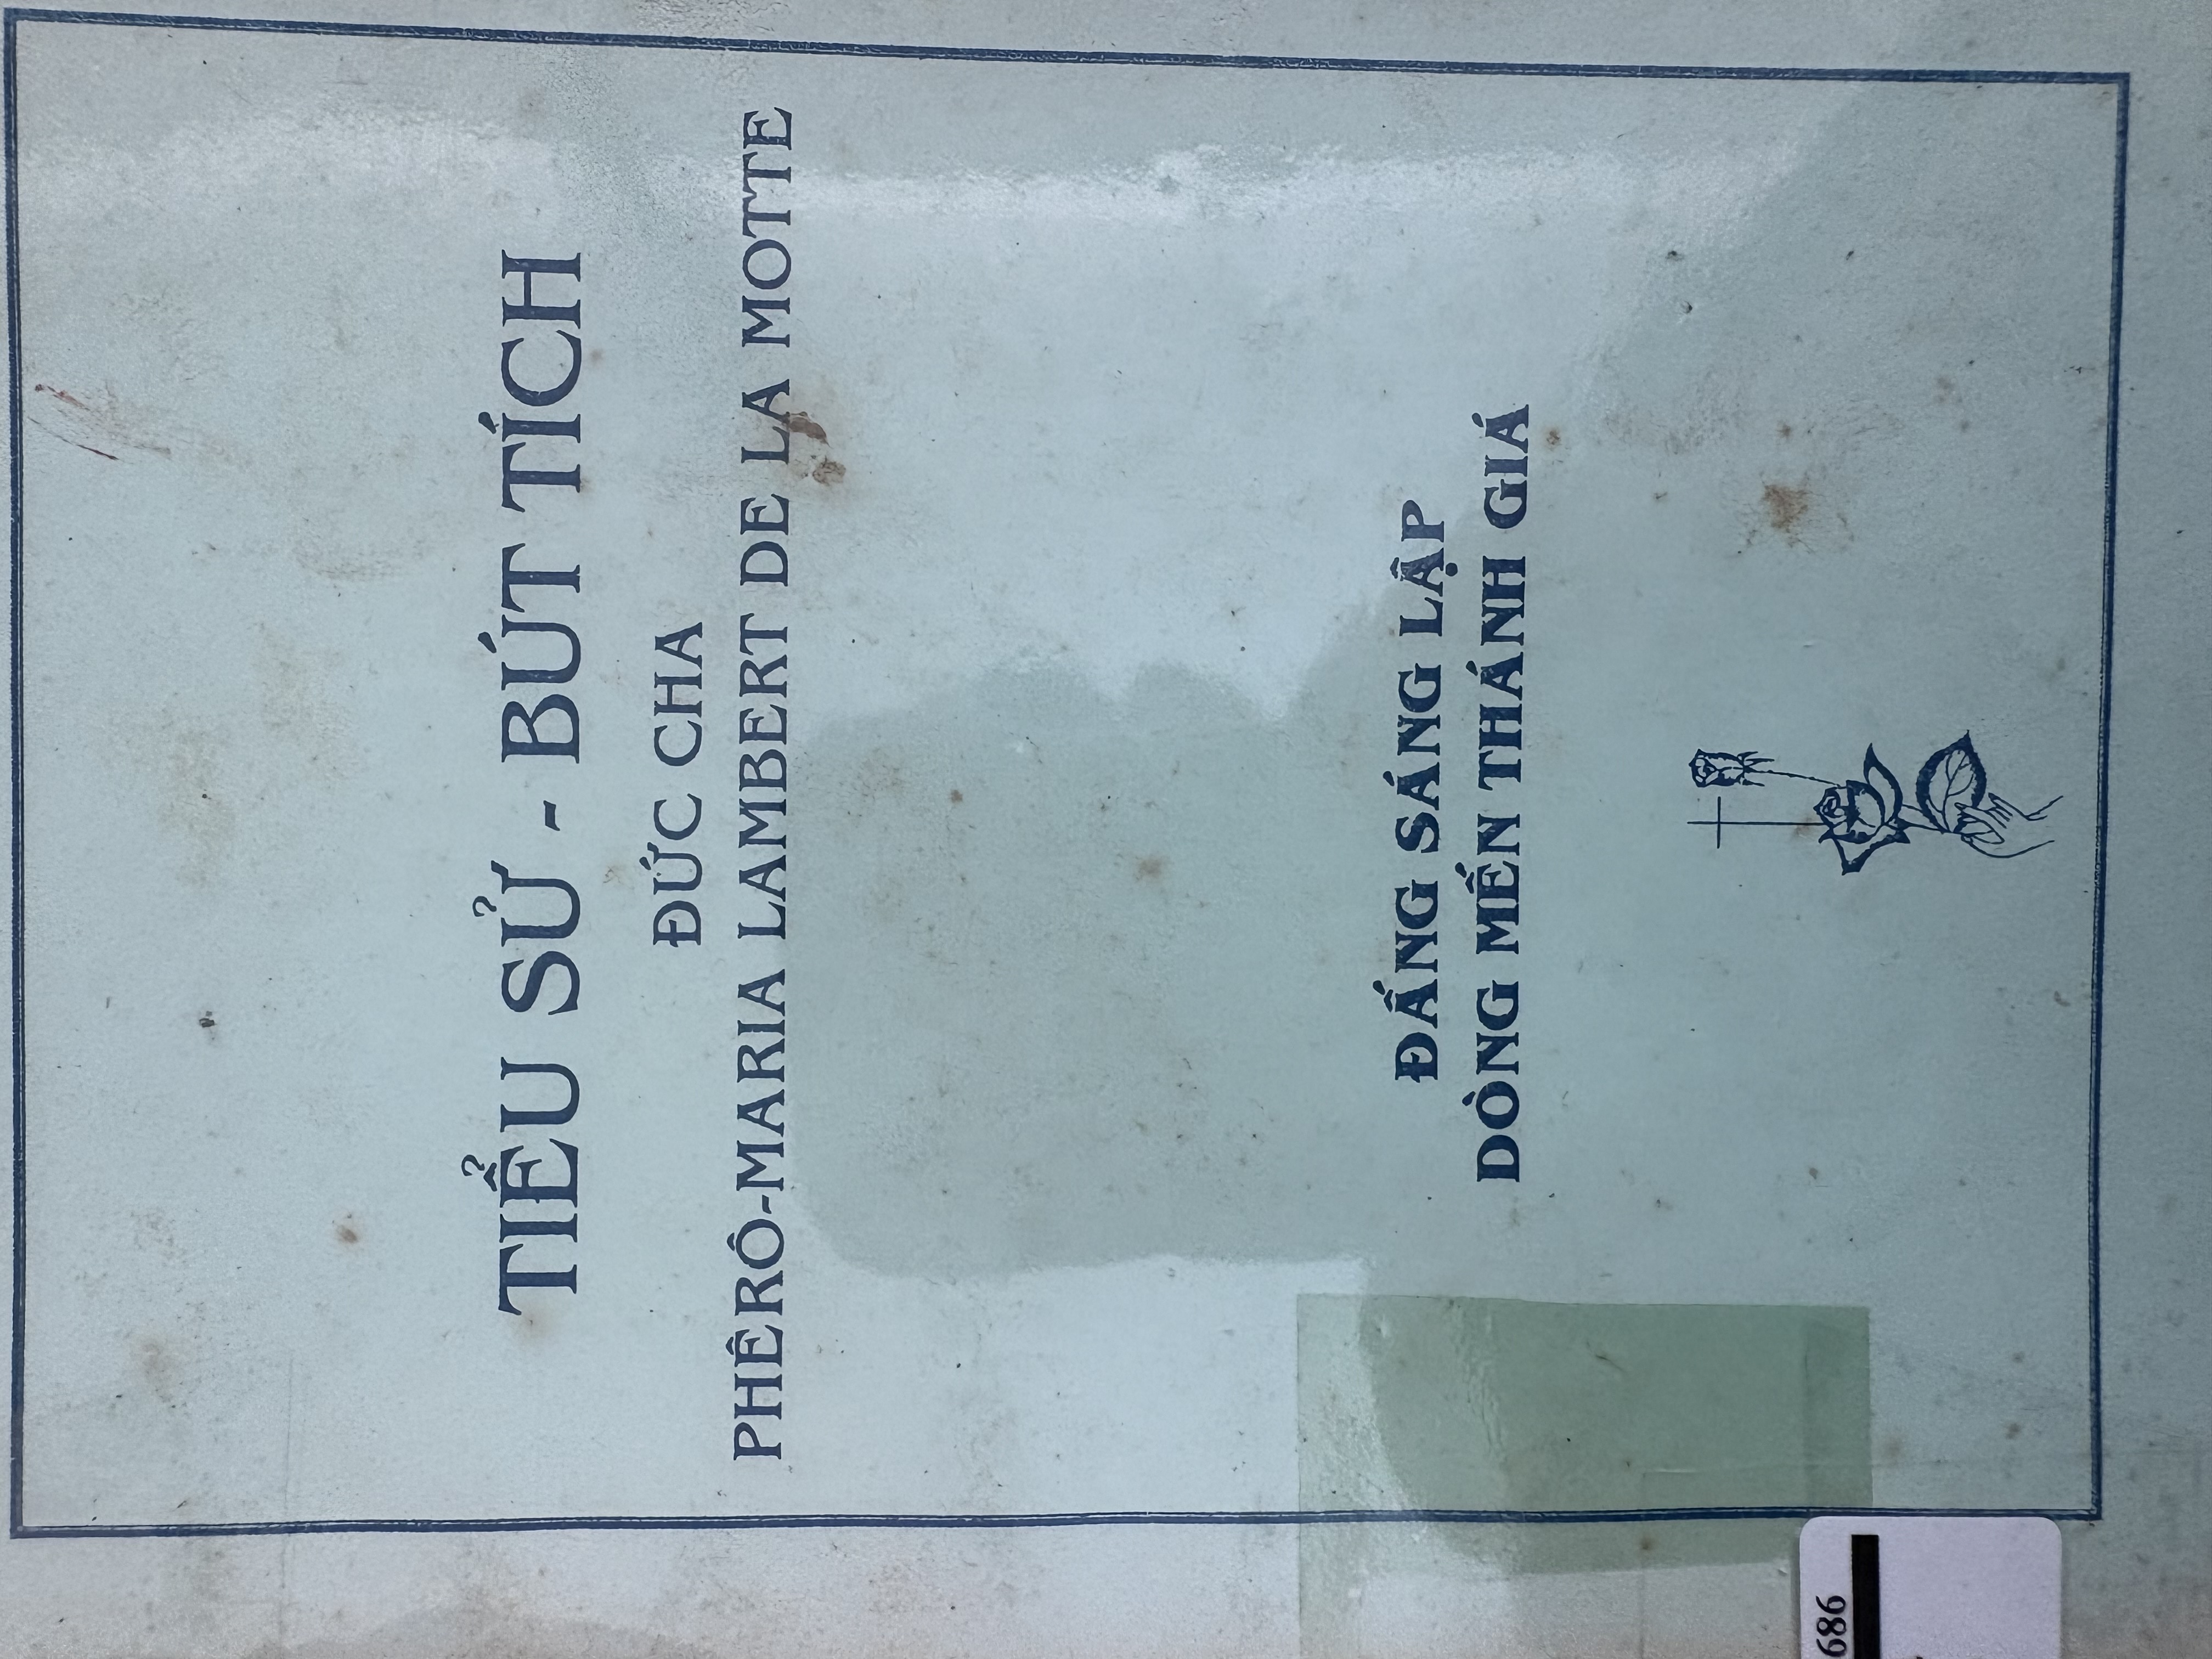 TIỂU SỬ - BÚT TÍCH
ĐỨC CHA
PHÊRÔ-MARIA LAMBERT DE LA MOTTE
ĐẤNG SÁNG LẬP
DÒNG MẾN THÁNH GIÁ
686